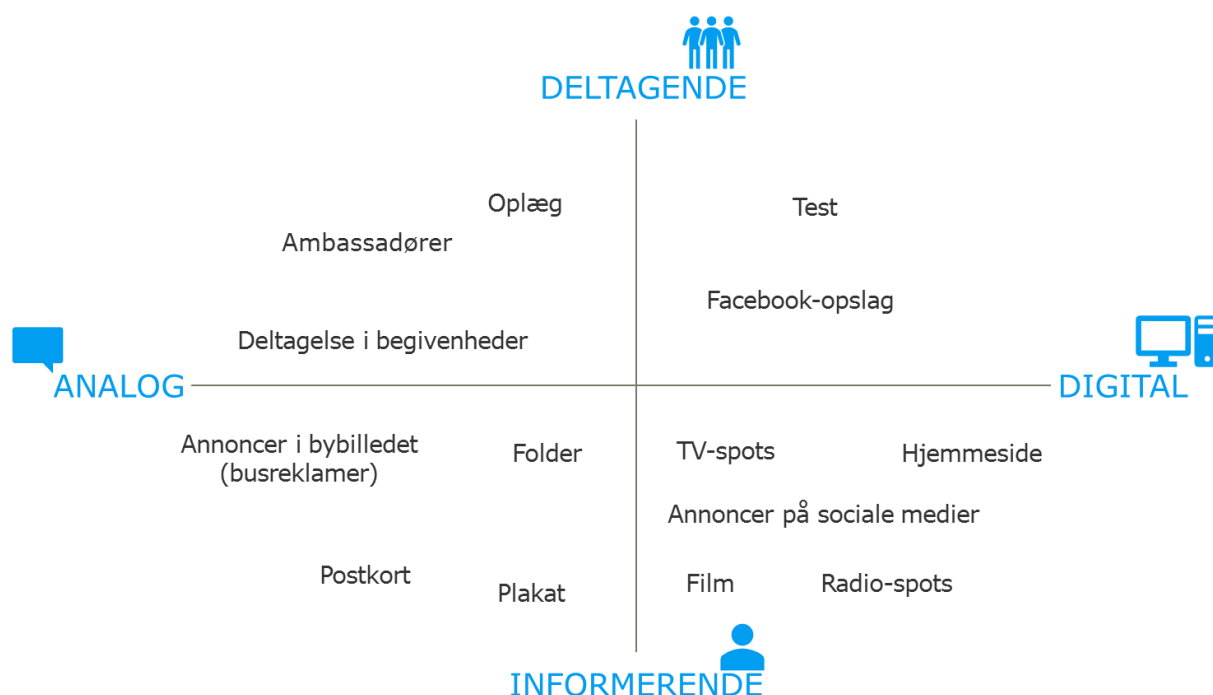 DELTAGENDE
Oplæg
Test
Ambassadører
Facebook-opslag
Deltagelse i begivenheder
ANALOG
DIGITAL
Annoncer i bybilledet
(busreklamer)
Folder
TV-spots
Hjemmeside
Annoncer på sociale medier
Postkort
Plakat
Film
Radio-spots
INFORMERENDE